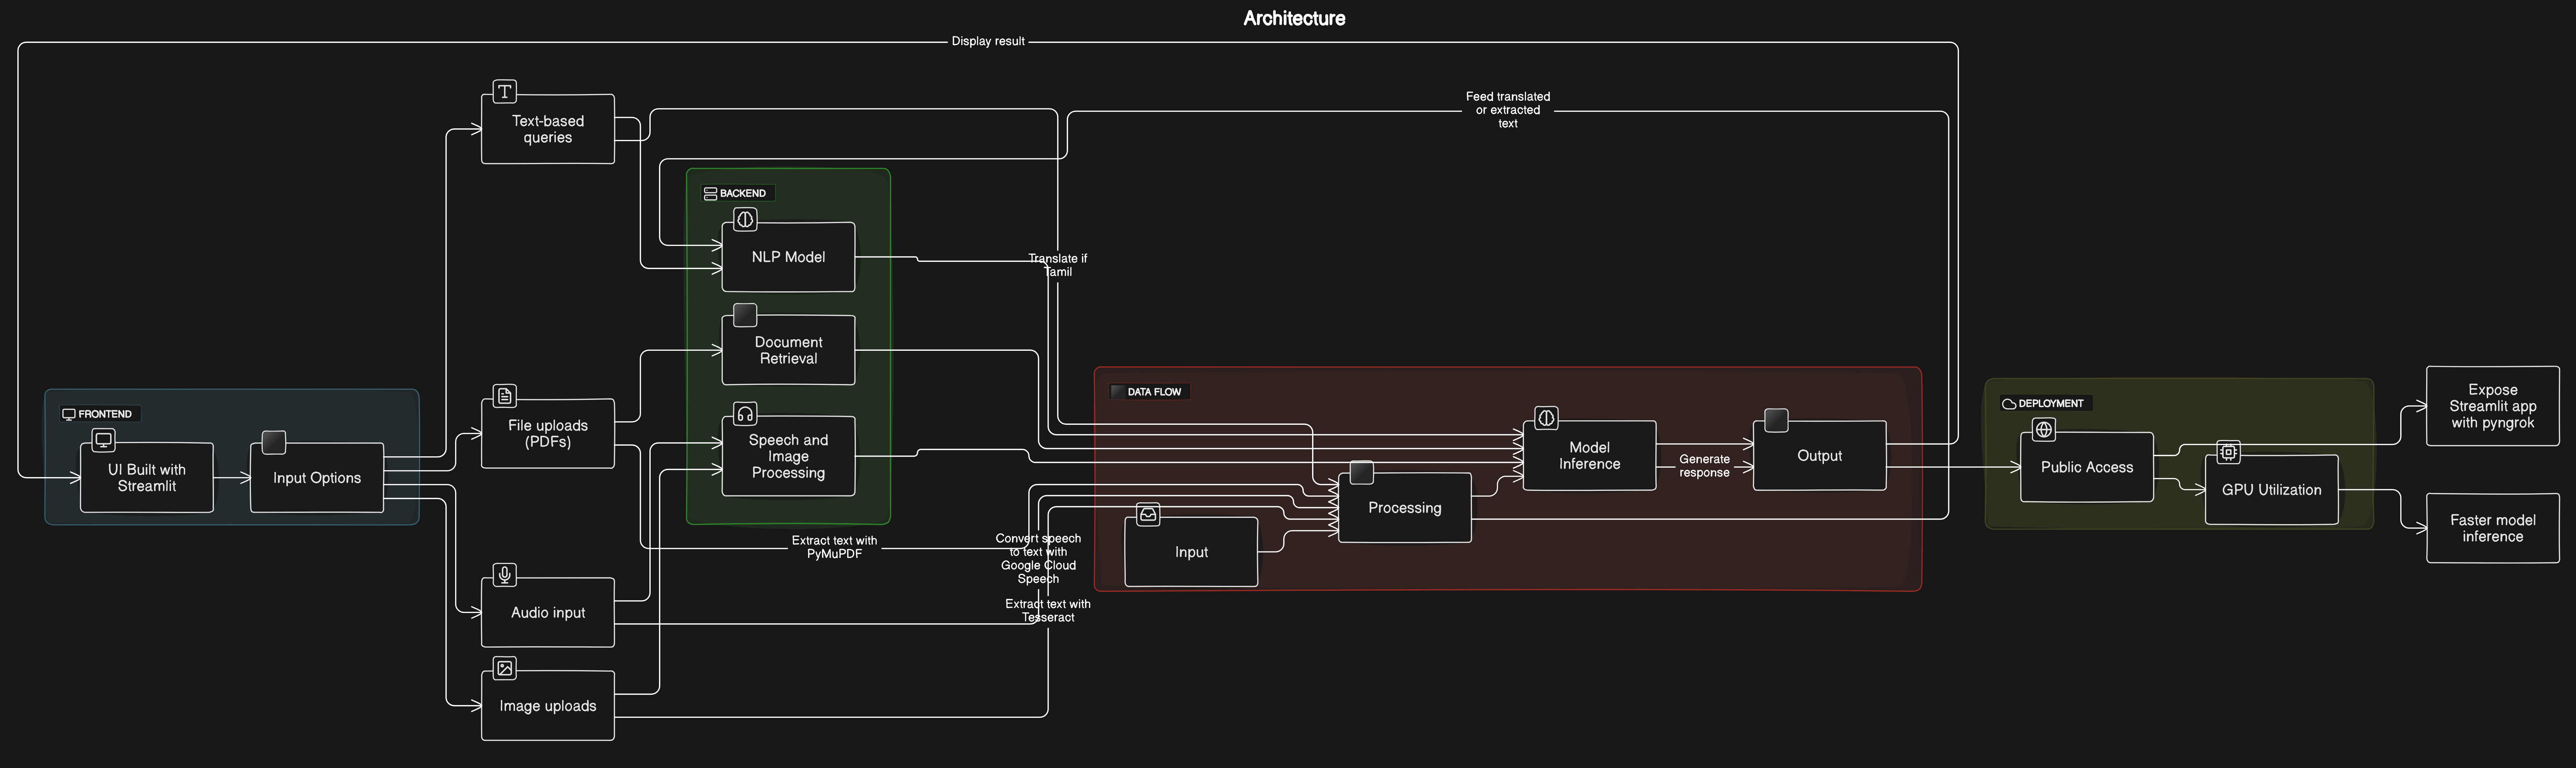 Architecture
Display result
Text-based
queries
Feed translated
or extracted
text
BACKEND
NLP Model
Translate if
Tamil
Document
Retrieval
Speech and
Image
Processing
FRONTEND
UI Built with
Streamlit
Input Options
File uploads
(PDFs)
Extract text with
PyMuPDF
Convert speech
to text with
Google Cloud
Speech
Extract text with
Tesseract
Audio input
Image uploads
DATA FLOW
Input
Processing
Model
Inference
Generate
response
Output
DEPLOYMENT
Public Access
GPU Utilization
Expose
Streamlit app
with pyngrok
Faster model
inference